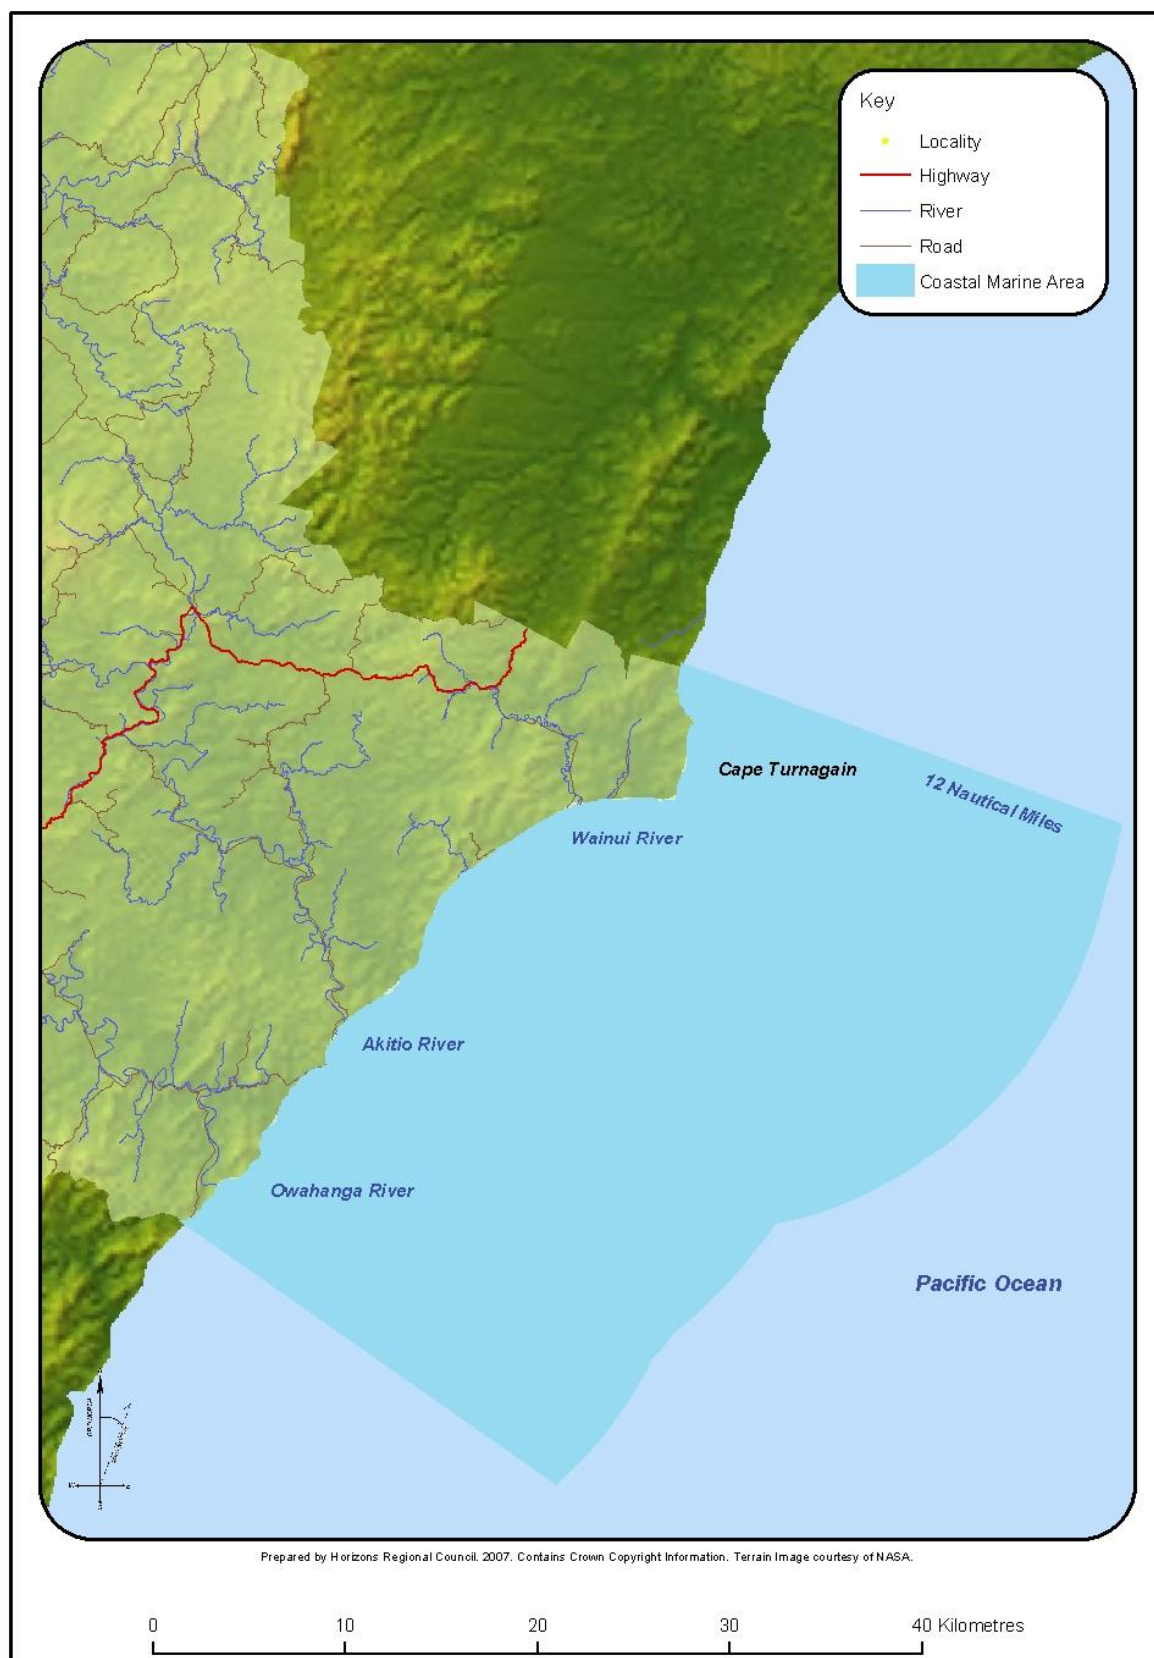 Key
Locality
Highway
River
Road
Coastal Marine Area
Cape Turnagain
12 Nautical Miles
Wainui River
Akitio River
Owahanga River
Pacific Ocean
Prepared by Horizons Regional Council. 2007. Contains Crown Copyright Information. Terrain Image courtesy of NASA.
0 10 20 30 40 Kilometres